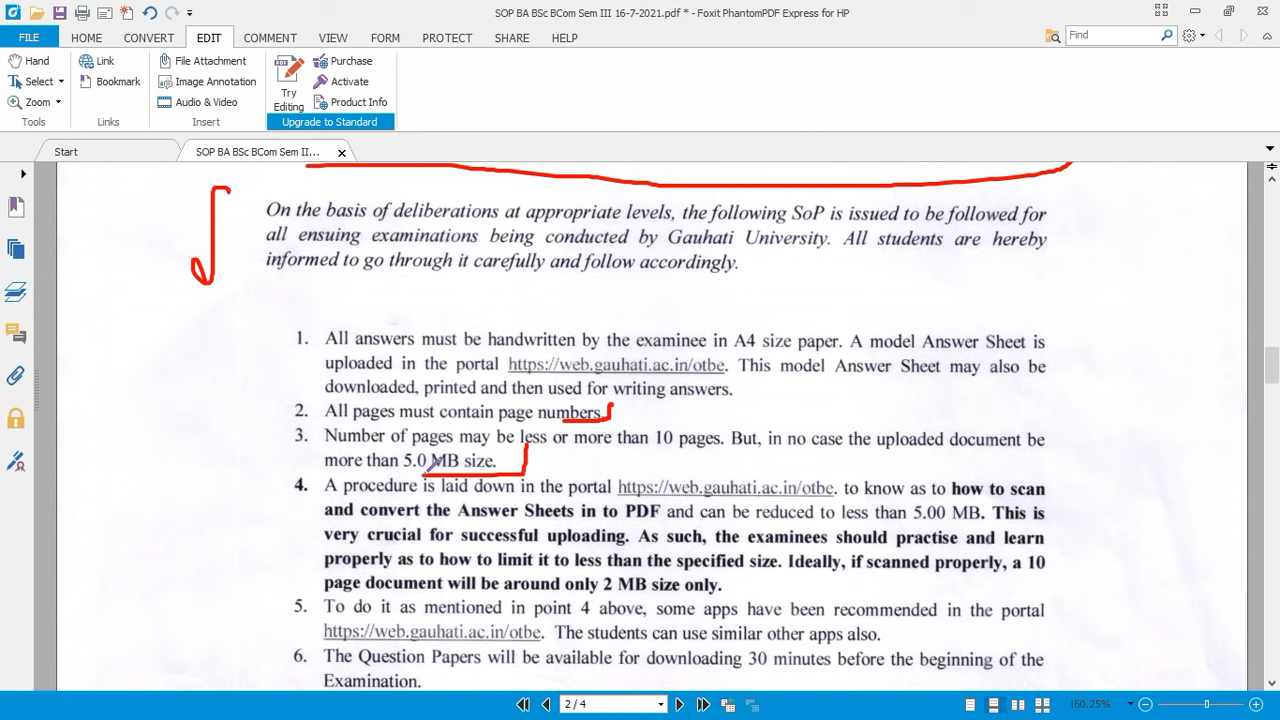 SOP BA BSc BCom Sem III 16-7-2021.pdf * - Foxit PhantomPDF Express for HP
FILE HOME CONVERT EDIT COMMENT VIEW FORM PROTECT SHARE HELP Find
Hand Link File Attachment Purchase
Select Bookmark Image Annotation Try Editing Activate
Zoom Audio & Video Product Info
Tools Links Insert Upgrade to Standard
Start SOP BA BSc BCom Sem II...
On the basis of deliberations at appropriate levels, the following SoP is issued to be followed for
all ensuing examinations being conducted by Gauhati University. All students are hereby
informed to go through it carefully and follow accordingly.
1. All answers must be handwritten by the examinee in A4 size paper. A model Answer Sheet is
uploaded in the portal https://web.gauhati.ac.in/otbe. This model Answer Sheet may also be
downloaded, printed and then used for writing answers.
2. All pages must contain page numbers.
3. Number of pages may be less or more than 10 pages. But, in no case the uploaded document be
more than 5.0 MB size.
4. A procedure is laid down in the portal https://web.gauhati.ac.in/otbe. to know as to how to scan
and convert the Answer Sheets in to PDF and can be reduced to less than 5.00 MB. This is
very crucial for successful uploading. As such, the examinees should practise and learn
properly as to how to limit it to less than the specified size. Ideally, if scanned properly, a 10
page document will be around only 2 MB size only.
5. To do it as mentioned in point 4 above, some apps have been recommended in the portal
https://web.gauhati.ac.in/otbe. The students can use similar other apps also.
6. The Question Papers will be available for downloading 30 minutes before the beginning of the
Examination.
2 / 4 160.25%